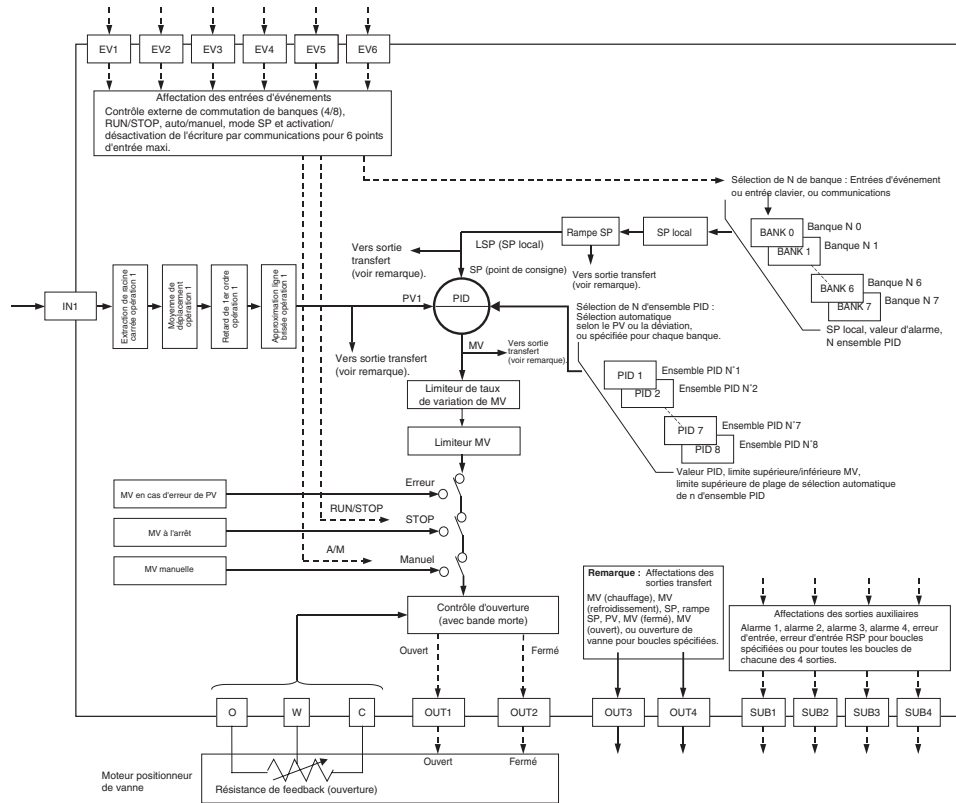 EV1 EV2 EV3 EV4 EV5 EV6
Affectation des entrées d'événements
Contrôle externe de commutation de banques (4/8),
RUN/STOP, auto/manuel, mode SP et activation/
désactivation de l'écriture par communications pour 6 points
d'entrée maxi.
Sélection de N de banque : Entrées d'événement
ou entrée clavier, ou communications
BANK 0
Banque N 0
BANK 1
Banque N 1
BANK 6
Banque N 6
BANK 7
Banque N 7
SP local, valeur d'alarme,
N ensemble PID
Rampe SP
SP local
LSP (SP local)
Vers sortie
transfert
(voir remarque).
SP (point de consigne)
Vers sortie transfert
(voir remarque).
IN1
Extraction de racine
carrée opération 1
Moyenne de
déplacement
opération 1
Retard de 1er ordre
opération 1
Approximation ligne
brisée opération 1
PV1
PID
Vers sortie transfert
(voir remarque).
MV
Vers sortie
transfert
(voir remarque).
Sélection de N d'ensemble PID :
Sélection automatique
selon le PV ou la déviation,
ou spécifiée pour chaque banque.
PID 1
Ensemble PID N˚1
PID 2
Ensemble PID N˚2
PID 7
Ensemble PID N˚7
PID 8
Ensemble PID N˚8
Valeur PID, limite supérieure/inférieure MV,
limite supérieure de plage de sélection automatique
de n d'ensemble PID
Limiteur de taux
de variation de MV
Limiteur MV
MV en cas d'erreur de PV
Erreur
RUN/STOP
MV à l'arrêt
STOP
A/M
MV manuelle
Manuel
Contrôle d'ouverture
(avec bande morte)
Ouvert
Fermé
Remarque : Affectations des
sorties transfert
MV (chauffage), MV
(refroidissement), SP, rampe
SP, PV, MV (fermé), MV
(ouvert), ou ouverture de
vanne pour boucles spécifiées.
Affectations des sorties auxiliaires
Alarme 1, alarme 2, alarme 3, alarme 4, erreur
d'entrée, erreur d'entrée RSP pour boucles
spécifiées ou pour toutes les boucles de
chacune des 4 sorties.
O W C OUT1 OUT2 OUT3 OUT4 SUB1 SUB2 SUB3 SUB4
Ouvert
Fermé
Moteur positionneur
de vanne
Résistance de feedback (ouverture)